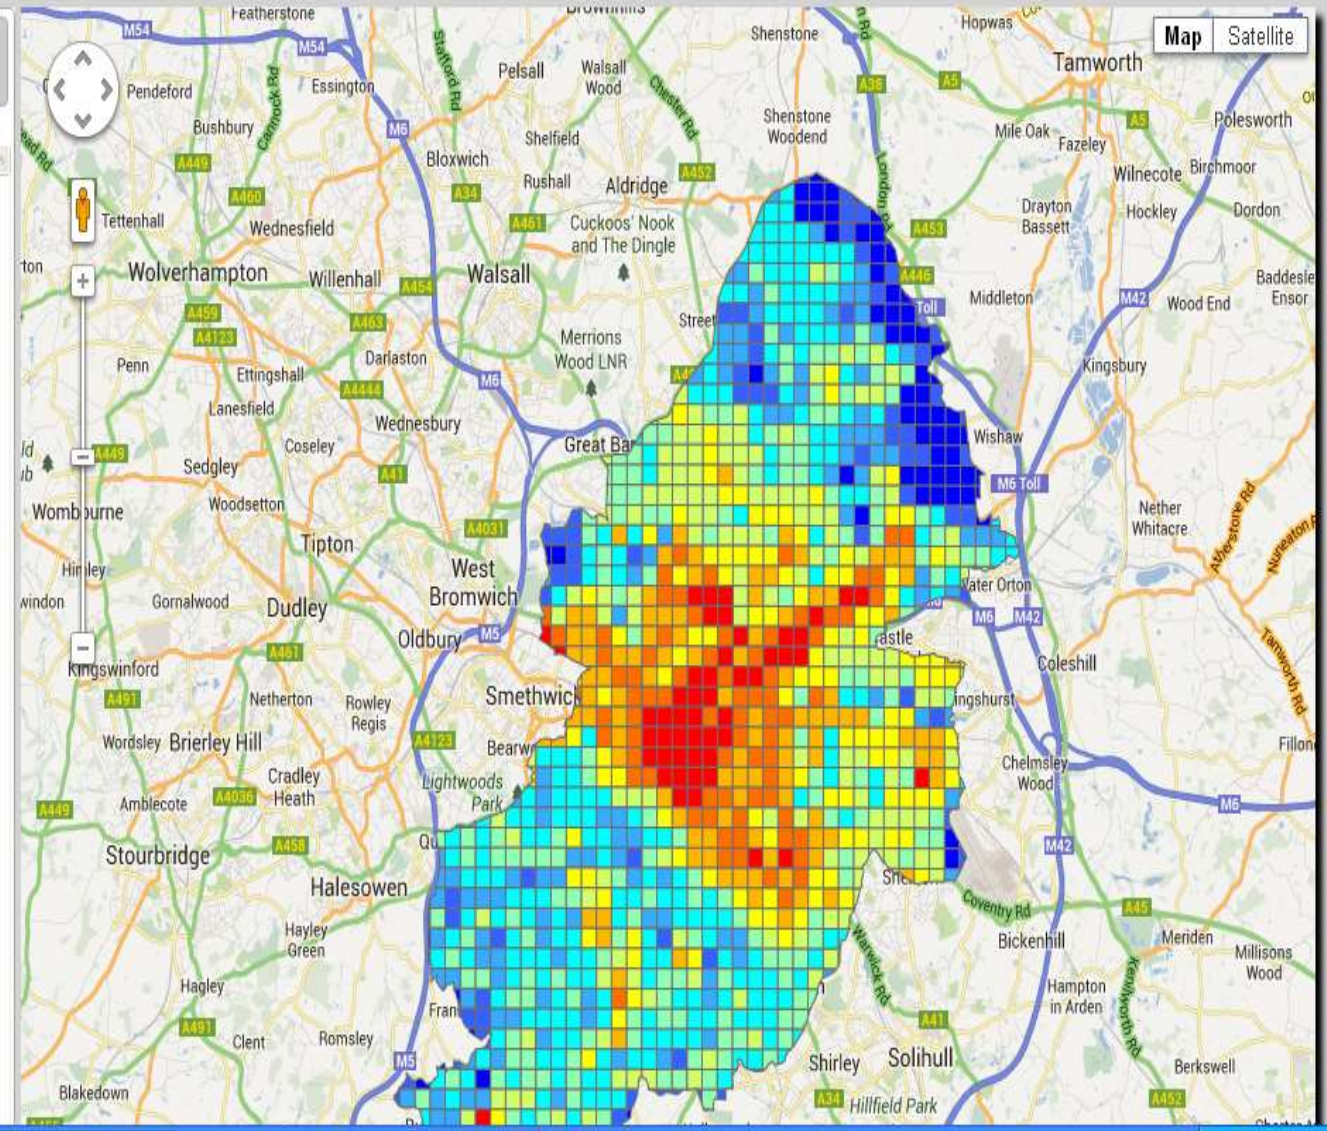 Featherstone
Brownhills
M54
M54
Stafford Rd
Cannock Rd
Shenstone
Hopwas
Map
Satellite
Tamworth
Pendeford
Essington
Pelsall
Walsall
Wood
Chester Rd
A38
A5
A5
Polesworth
Bushbury
M6
Shelfield
Shenstone
Woodend
Mile Oak
Fazeley
A449
Bloxwich
Rushall
Aldridge
A452
London Rd
Wilnecote
Birchmoor
A460
A34
Tettenhall
Wednesfield
A461
Cuckoos' Nook
and The Dingle
A453
Drayton
Bassett
Hockley
Dordon
Wolverhampton
Willenhall
A454
Walsall
A446
Baddesle
Ensor
Toll
Middleton
M42
Wood End
A459
A463
Street
A4123
Merrions
Wood LNR
Penn
Ettingshall
Darlaston
Kingsbury
A4444
M6
Lanesfield
Wednesbury
Coseley
Great Bar
Wishaw
A449
Sedgley
A41
M6 Toll
Wombourne
Woodsetton
A4031
Nether
Whitacre
Atherstone Rd
Tipton
Himley
West
Bromwich
Water Orton
Gornalwood
Dudley
M6
M42
Oldbury
M5
astle
Tamworth Rd
A461
Coleshill
Kingswinford
A491
Netherton
Rowley
Regis
Smethwick
ingshurst
Wordsley
Brierley Hill
A4123
Bearw
Chelmsley
Wood
Cradley
Heath
Lightwoods
Park
A449
Amblecote
A4036
M6
Stourbridge
A458
Qu
M42
Halesowen
Coventry Rd
A45
Hayley
Green
Warwick Rd
Bickenhill
Meriden
Millisons
Wood
Hagley
Fran
Hampton
in Arden
Kenilworth Rd
A491
Clent
Romsley
M5
A41
Shirley
Solihull
Berkswell
Blakedown
A34
Hillfield Park
A452